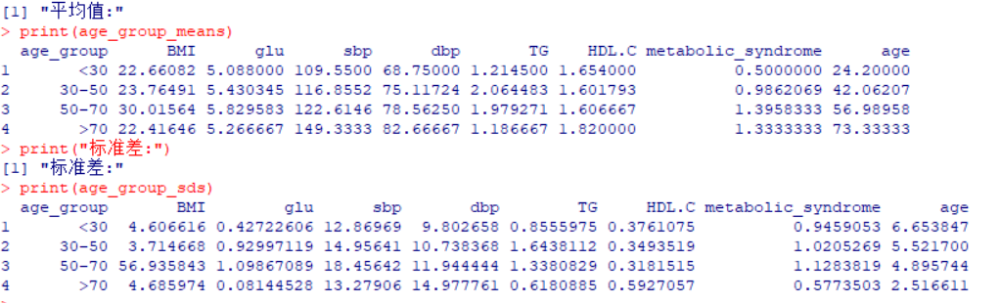 [1] "平均值:"
> print(age_group_means)
  age_group      BMI      glu      sbp      dbp       TG    HDL.C metabolic_syndrome      age
1       <30 22.66082 5.088000 109.5500 68.75000 1.214500 1.654000          0.5000000 24.20000
2     30-50 23.76491 5.430345 116.8552 75.11724 2.064483 1.601793          0.9862069 42.06207
3     50-70 30.01564 5.829583 122.6146 78.56250 1.979271 1.606667          1.3958333 56.98958
4       >70 22.41646 5.266667 149.3333 82.66667 1.186667 1.820000          1.3333333 73.33333
> print("标准差:")
[1] "标准差:"
> print(age_group_sds)
  age_group       BMI        glu      sbp       dbp        TG     HDL.C metabolic_syndrome      age
1       <30  4.606616 0.42722606 12.86969  9.802658 0.8555975 0.3761075          0.9459053 6.653847
2     30-50  3.714668 0.92997119 14.95641 10.738368 1.6438112 0.3493519          1.0205269 5.521700
3     50-70 56.935843 1.09867089 18.45642 11.944444 1.3380829 0.3181515          1.1283819 4.895744
4       >70  4.685974 0.08144528 13.27906 14.977761 0.6180885 0.5927057          0.5773503 2.516611